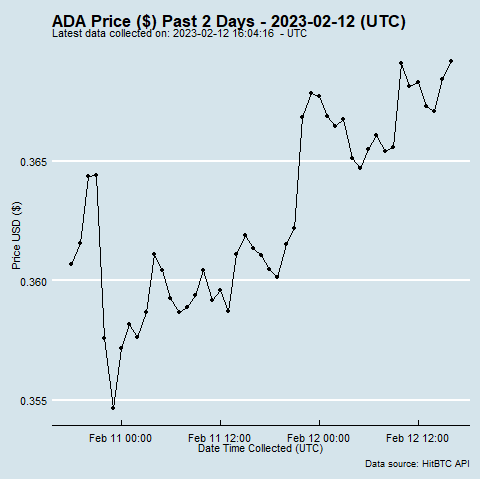 ADA Price ($) Past 2 Days - 2023-02-12 (UTC)
Latest data collected on: 2023-02-12 16:04:16  - UTC
0.365
0.360
0.355
Price USD ($)
Feb 11 00:00
Feb 11 12:00
Feb 12 00:00
Feb 12 12:00
Date Time Collected (UTC)
Data source: HitBTC API